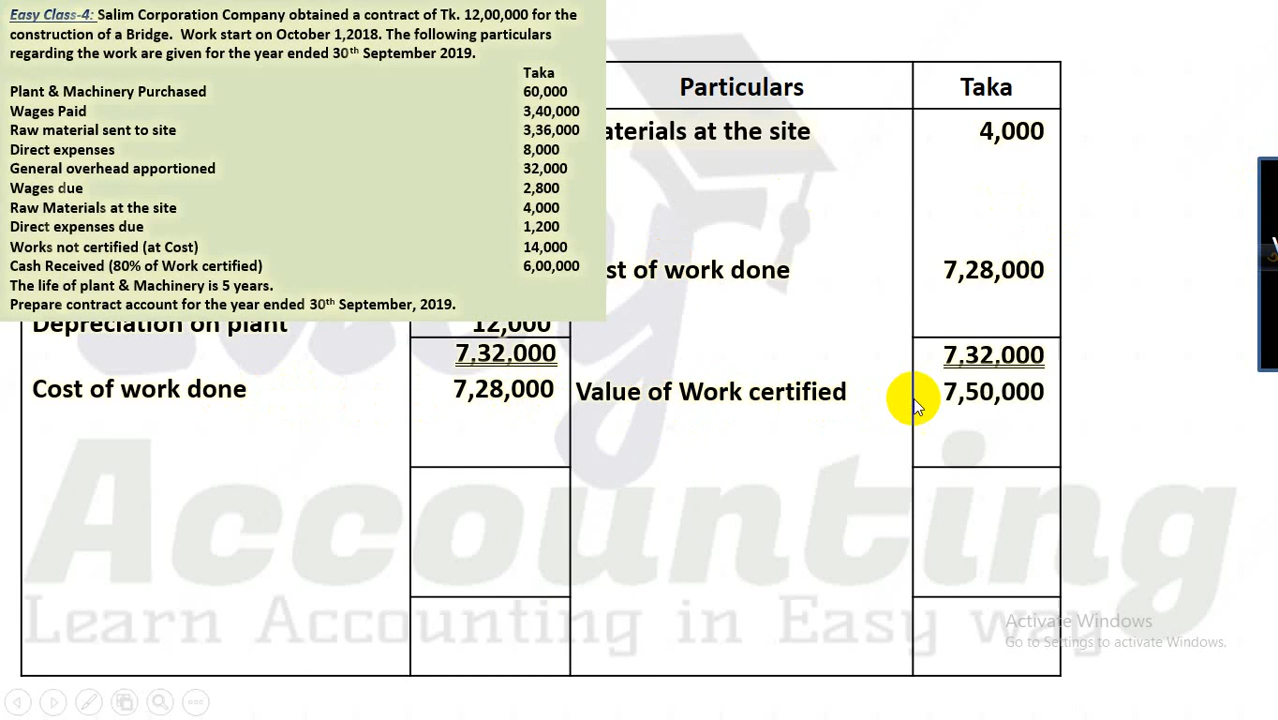 Easy Class-4: Salim Corporation Company obtained a contract of Tk. 12,00,000 for the
construction of a Bridge. Work start on October 1,2018. The following particulars
regarding the work are given for the year ended 30th September 2019.
Taka
Plant & Machinery Purchased 60,000
Wages Paid 3,40,000
Raw material sent to site 3,36,000
Direct expenses 8,000
General overhead apportioned 32,000
Wages due 2,800
Raw Materials at the site 4,000
Direct expenses due 1,200
Works not certified (at Cost) 14,000
Cash Received (80% of Work certified) 6,00,000
The life of plant & Machinery is 5 years.
Prepare contract account for the year ended 30th September, 2019.
Particulars Taka
aterials at the site 4,000
st of work done 7,28,000
Depreciation on plant 12,000
7,32,000 7,32,000
Cost of work done 7,28,000 Value of Work certified 7,50,000
Accounting
Learn Accounting in Easy way
Activate Windows
Go to Settings to activate Windows.